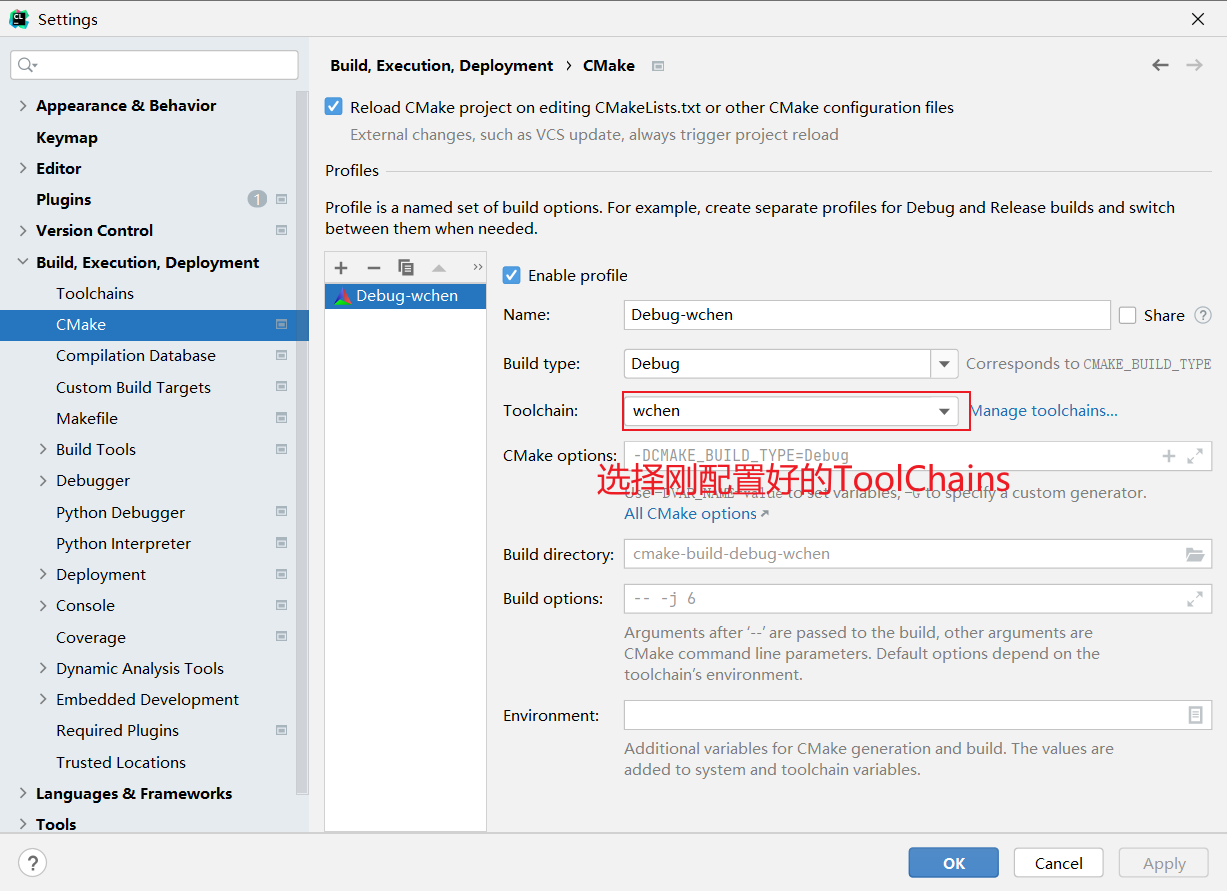 Settings
Build, Execution, Deployment › CMake
Appearance & Behavior
Keymap
Editor
Plugins 1
Version Control
Build, Execution, Deployment
Toolchains
CMake
Compilation Database
Custom Build Targets
Makefile
Build Tools
Debugger
Python Debugger
Python Interpreter
Deployment
Console
Coverage
Dynamic Analysis Tools
Embedded Development
Required Plugins
Trusted Locations
Languages & Frameworks
Tools
Reload CMake project on editing CMakeLists.txt or other CMake configuration files
External changes, such as VCS update, always trigger project reload
Profiles
Profile is a named set of build options. For example, create separate profiles for Debug and Release builds and switch
between them when needed.
Debug-wchen
Enable profile
Name: Debug-wchen Share ?
Build type: Debug Corresponds to CMAKE_BUILD_TYPE
Toolchain: wchen Manage toolchains...
CMake options: -DCMAKE_BUILD_TYPE=Debug
选择刚配置好的ToolChains
Use -DVAR_NAME=value to set variables, -G to specify a custom generator.
All CMake options ↗
Build directory: cmake-build-debug-wchen
Build options: -- -j 6
Arguments after ‘--’ are passed to the build, other arguments are
CMake command line parameters. Default options depend on the
toolchain’s environment.
Environment:
Additional variables for CMake generation and build. The values are
added to system and toolchain variables.
?
OK
Cancel
Apply